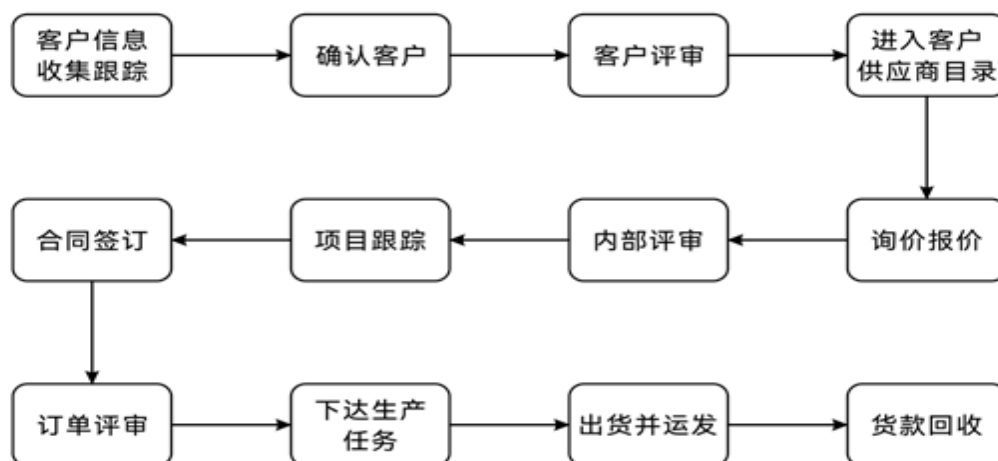 客户信息
收集跟踪
确认客户
客户评审
进入客户
供应商目录
询价报价
内部评审
项目跟踪
合同签订
订单评审
下达生产
任务
出货并运发
货款回收